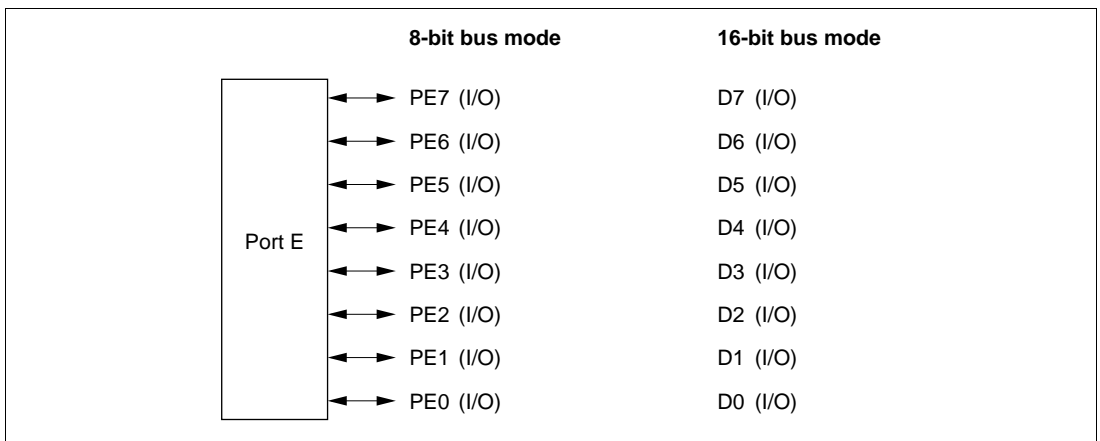 8-bit bus mode 16-bit bus mode
PE7 (I/O) D7 (I/O)
PE6 (I/O) D6 (I/O)
PE5 (I/O) D5 (I/O)
PE4 (I/O) D4 (I/O)
Port E
PE3 (I/O) D3 (I/O)
PE2 (I/O) D2 (I/O)
PE1 (I/O) D1 (I/O)
PE0 (I/O) D0 (I/O)